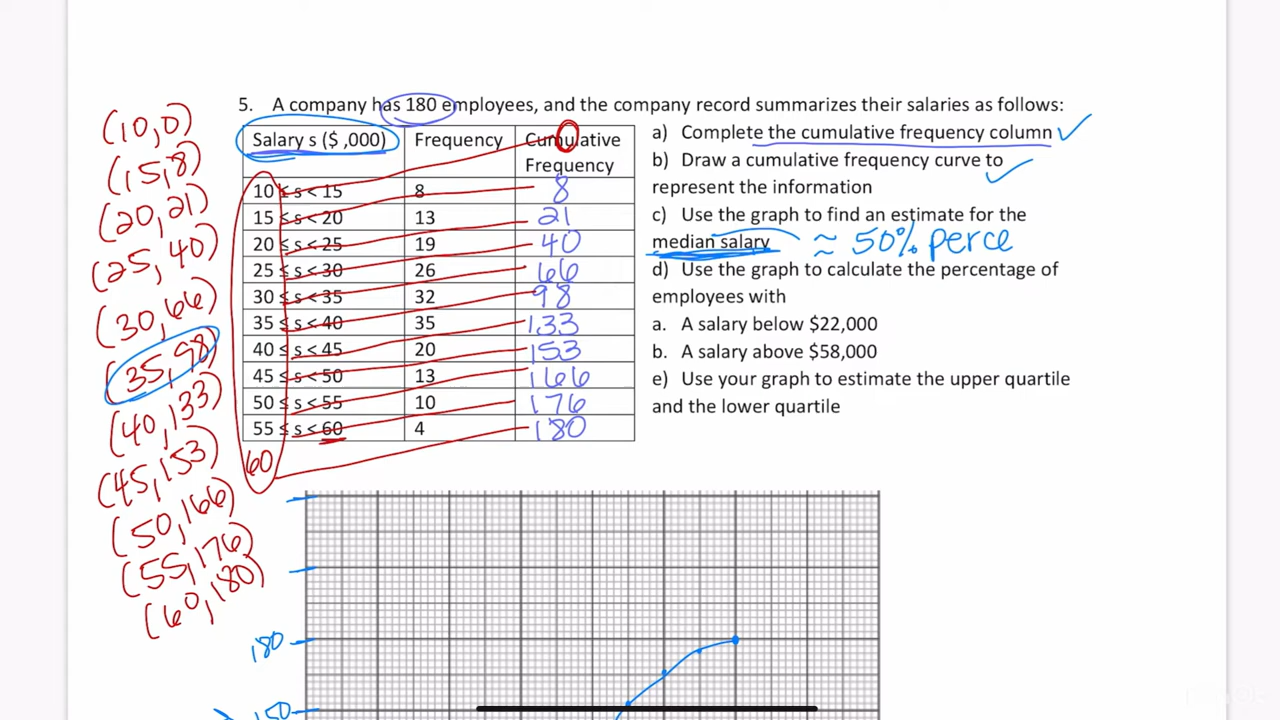 5. A company has 180 employees, and the company record summarizes their salaries as follows:
Salary s ($ ,000) Frequency Cumulative Frequency
0
10 ≤ s < 15 8 8
15 ≤ s < 20 13 21
20 ≤ s < 25 19 40
25 ≤ s < 30 26 66
30 ≤ s < 35 32 98
35 ≤ s < 40 35 133
40 ≤ s < 45 20 153
45 ≤ s < 50 13 166
50 ≤ s < 55 10 176
55 ≤ s < 60 4 180
60
a) Complete the cumulative frequency column
b) Draw a cumulative frequency curve to
represent the information
c) Use the graph to find an estimate for the
median salary ≈ 50% perce
d) Use the graph to calculate the percentage of
employees with
a. A salary below $22,000
b. A salary above $58,000
e) Use your graph to estimate the upper quartile
and the lower quartile
(10,0)
(15,8)
(20,21)
(25,40)
(30,66)
(35,98)
(40,133)
(45,153)
(50,166)
(55,176)
(60,180)
180
150